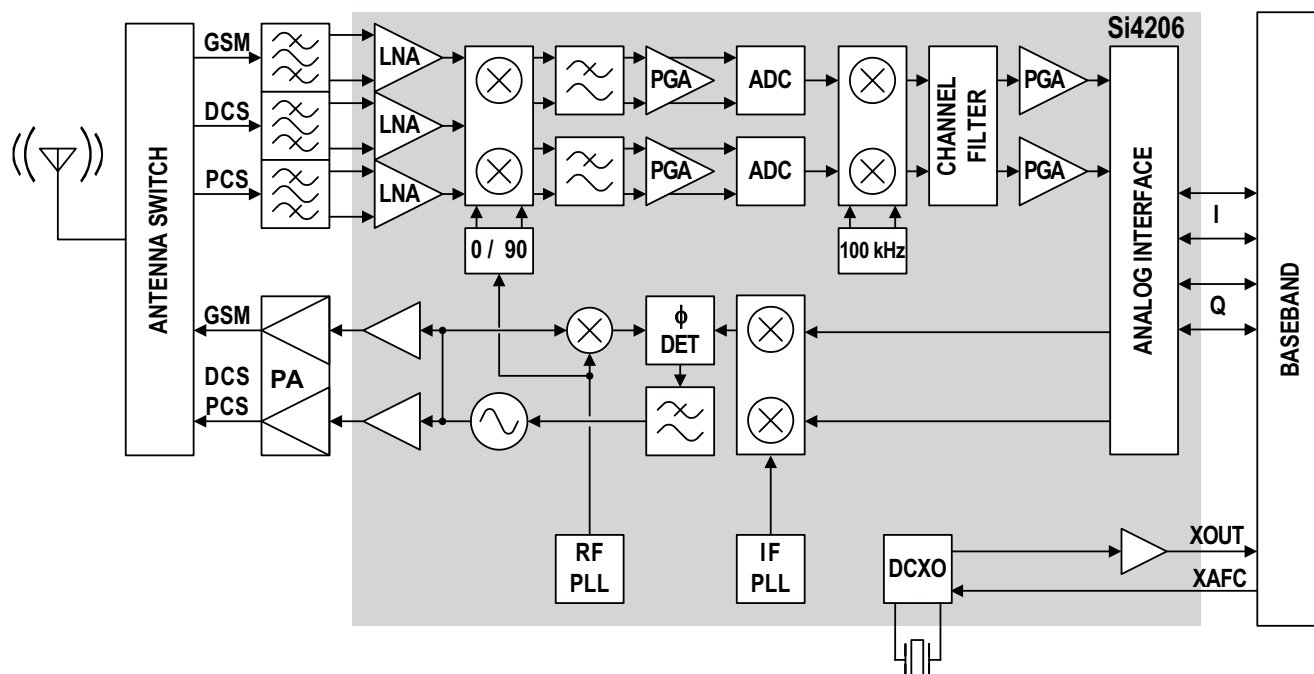 Si4206
GSM
DCS
PCS
LNA
LNA
LNA
PGA
PGA
ADC
ADC
CHANNEL
FILTER
PGA
PGA
0 / 90
100 kHz
ANTENNA SWITCH
ANALOG INTERFACE
BASEBAND
I
Q
GSM
DCS
PCS
PA
ϕ
DET
RF
PLL
IF
PLL
DCXO
XOUT
XAFC